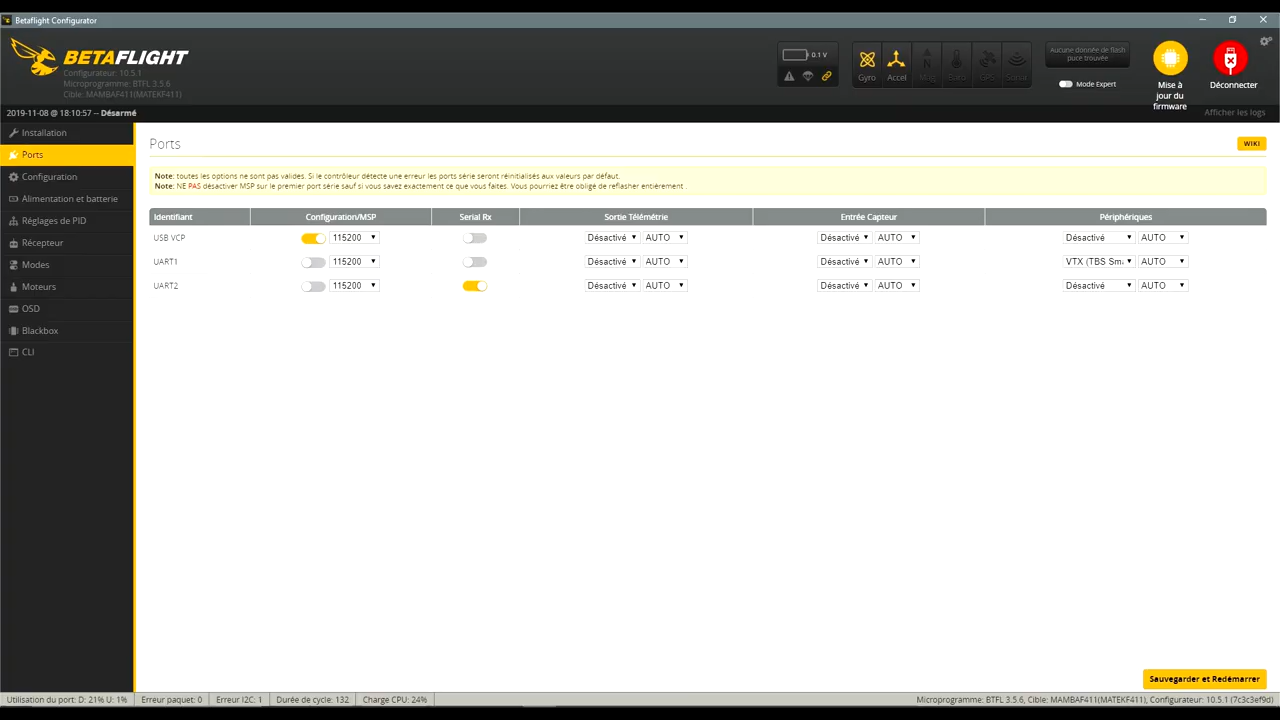 Betaflight Configurator
BETAFLIGHT
Configurateur: 10.5.1
Microprogramme: BTFL 3.5.6
Cible: MAMBAF411(MATEKF411)
0.1 V
Gyro
Accel
Mag
Baro
GPS
Sonar
Aucune donnée de flash
puce trouvée
Mode Expert
Mise à
jour du
firmware
Déconnecter
2019-11-08 @ 18:10:57 -- Désarmé
Afficher les logs
Installation
Ports
Configuration
Alimentation et batterie
Réglages de PID
Récepteur
Modes
Moteurs
OSD
Blackbox
CLI
Ports
WIKI
Note: toutes les options ne sont pas valides. Si le contrôleur détecte une erreur les ports série seront réinitialisés aux valeurs par défaut.
Note: NE PAS désactiver MSP sur le premier port série sauf si vous savez exactement ce que vous faites. Vous pourriez être obligé de reflasher entièrement .
Identifiant Configuration/MSP Serial Rx Sortie Télémétrie Entrée Capteur Périphériques
USB VCP 115200 Désactivé AUTO Désactivé AUTO Désactivé AUTO
UART1 115200 Désactivé AUTO Désactivé AUTO VTX (TBS Sm AUTO
UART2 115200 Désactivé AUTO Désactivé AUTO Désactivé AUTO
Sauvegarder et Redémarrer
Utilisation du port: D: 21% U: 1% Erreur paquet: 0 Erreur I2C: 1 Durée de cycle: 132 Charge CPU: 24% Microprogramme: BTFL 3.5.6, Cible: MAMBAF411(MATEKF411), Configurateur: 10.5.1 (7c3c3ef9d)